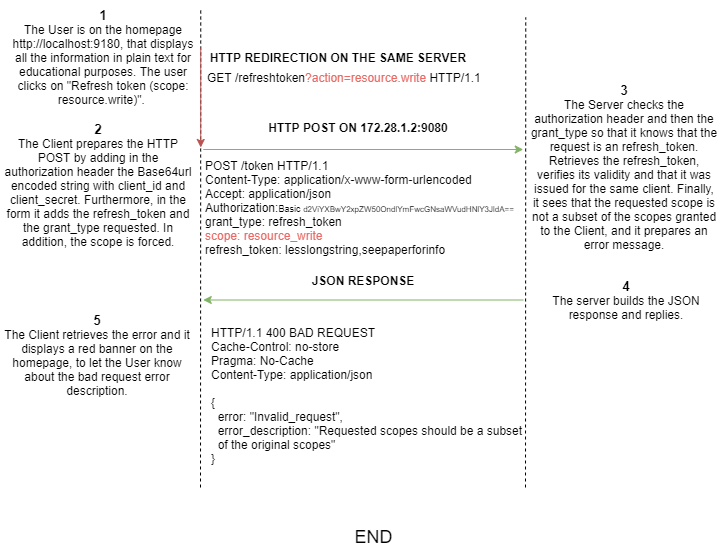 1
The User is on the homepage
http://localhost:9180, that displays
all the information in plain text for
educational purposes. The user
clicks on "Refresh token (scope:
resource.write)".
HTTP REDIRECTION ON THE SAME SERVER
GET /refreshtoken?action=resource.write HTTP/1.1
2
The Client prepares the HTTP
POST by adding in the
authorization header the Base64url
encoded string with client_id and
client_secret. Furthermore, in the
form it adds the refresh_token and
the grant_type requested. In
addition, the scope is forced.
HTTP POST ON 172.28.1.2:9080
POST /token HTTP/1.1
Content-Type: application/x-www-form-urlencoded
Accept: application/json
Authorization:Basic d2ViYXBwY2xpZW50OndlYmFwcGNsaWVudHNlY3JldA==
grant_type: refresh_token
scope: resource_write
refresh_token: lesslongstring,seepaperforinfo
3
The Server checks the
authorization header and then the
grant_type so that it knows that the
request is an refresh_token.
Retrieves the refresh_token,
verifies its validity and that it was
issued for the same client. Finally,
it sees that the requested scope is
not a subset of the scopes granted
to the Client, and it prepares an
error message.
4
The server builds the JSON
response and replies.
JSON RESPONSE
HTTP/1.1 400 BAD REQUEST
Cache-Control: no-store
Pragma: No-Cache
Content-Type: application/json
{
error: "Invalid_request",
error_description: "Requested scopes should be a subset
of the original scopes"
}
5
The Client retrieves the error and it
displays a red banner on the
homepage, to let the User know
about the bad request error
description.
END